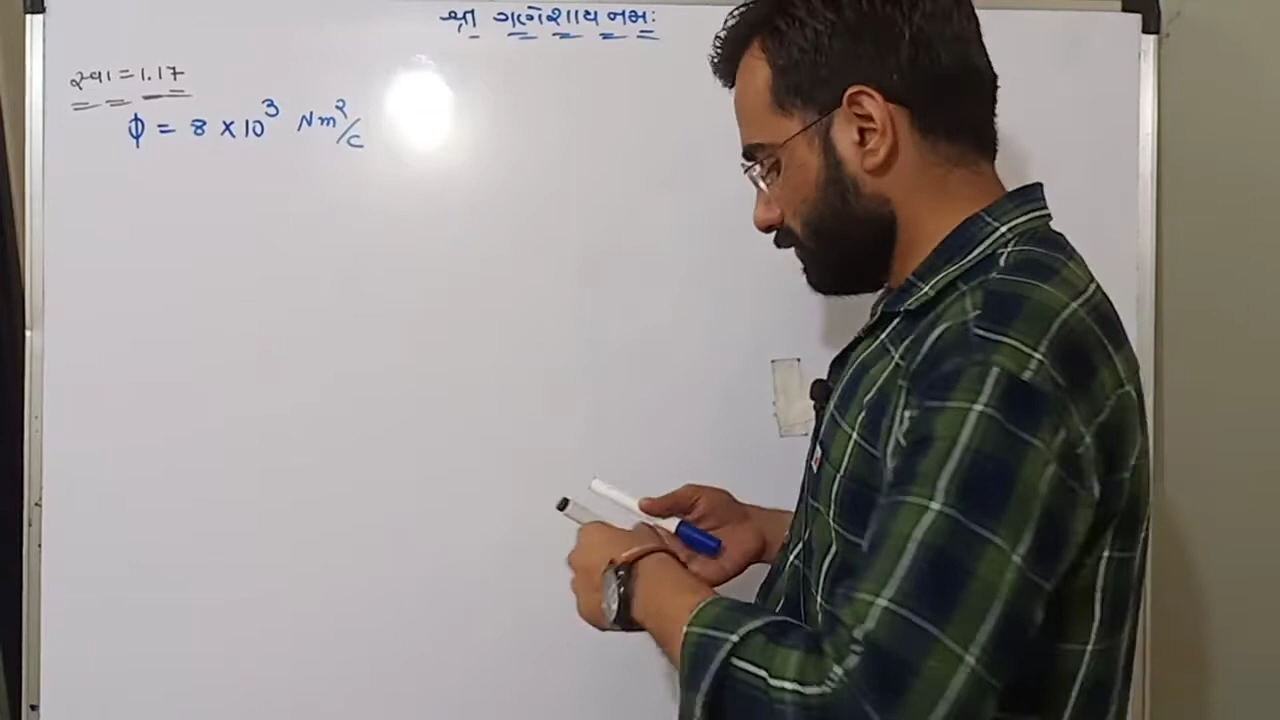 શ્રી ગણેશાય નમઃ
સ્વા = 1.17
ϕ = 8 × 10³ Nm²/C